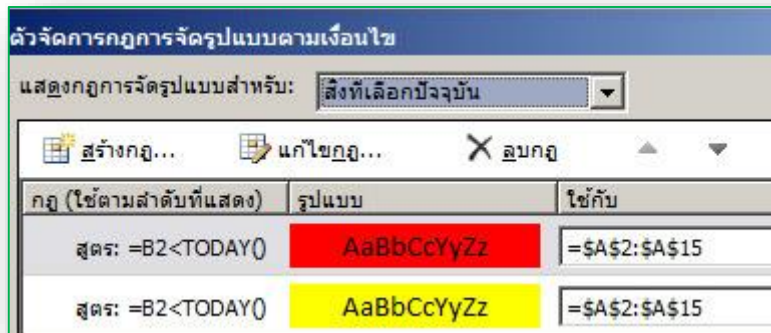 ตัวจัดการกฎการจัดรูปแบบตามเงื่อนไข
แสดงกฎการจัดรูปแบบสำหรับ: สิ่งที่เลือกปัจจุบัน
สร้างกฎ... แก้ไขกฎ... ลบกฎ
กฎ (ใช้ตามลำดับที่แสดง) รูปแบบ ใช้กับ
สูตร: =B2<TODAY() AaBbCcYyZz =$A$2:$A$15
สูตร: =B2<TODAY() AaBbCcYyZz =$A$2:$A$15